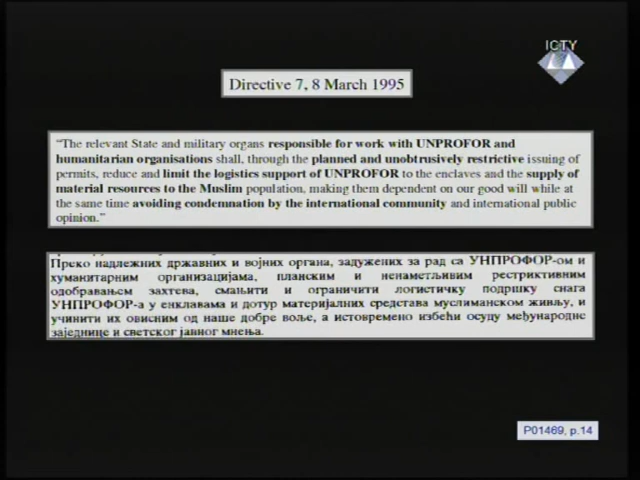 ICTY
Directive 7, 8 March 1995
“The relevant State and military organs responsible for work with UNPROFOR and
humanitarian organisations shall, through the planned and unobtrusively restrictive issuing of
permits, reduce and limit the logistics support of UNPROFOR to the enclaves and the supply of
material resources to the Muslim population, making them dependent on our good will while at
the same time avoiding condemnation by the international community and international public
opinion.”
Преко надлежних државних и војних органа, задужених за рад са УНПРОФОР-ом и
хуманитарним организацијама, планским и ненаметљивим рестриктивним
одобравањем захтева, смањити и ограничити логистичку подршку снага
УНПРОФОР-а у енклавама и дотур материјалних средстава муслиманском живљу, и
учинити их овисним од наше добре воље, а истовремено избећи осуду међународне
заједнице и светског јавног мнења.
P01469, p.14